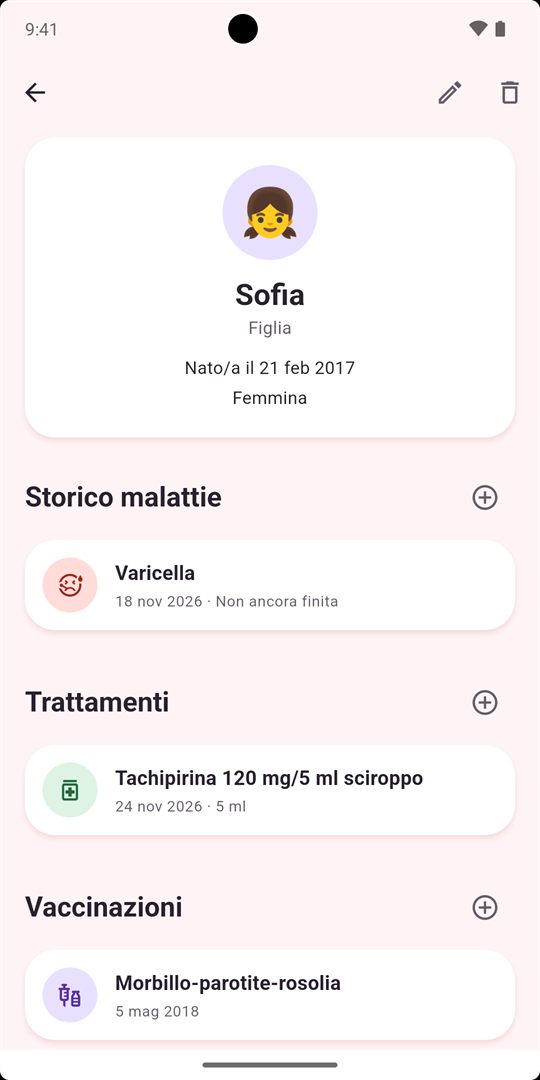 9:41
Sofia
Figlia
Nato/a il 21 feb 2017
Femmina
Storico malattie
Varicella
18 nov 2026 · Non ancora finita
Trattamenti
Tachipirina 120 mg/5 ml sciroppo
24 nov 2026 · 5 ml
Vaccinazioni
Morbillo-parotite-rosolia
5 mag 2018